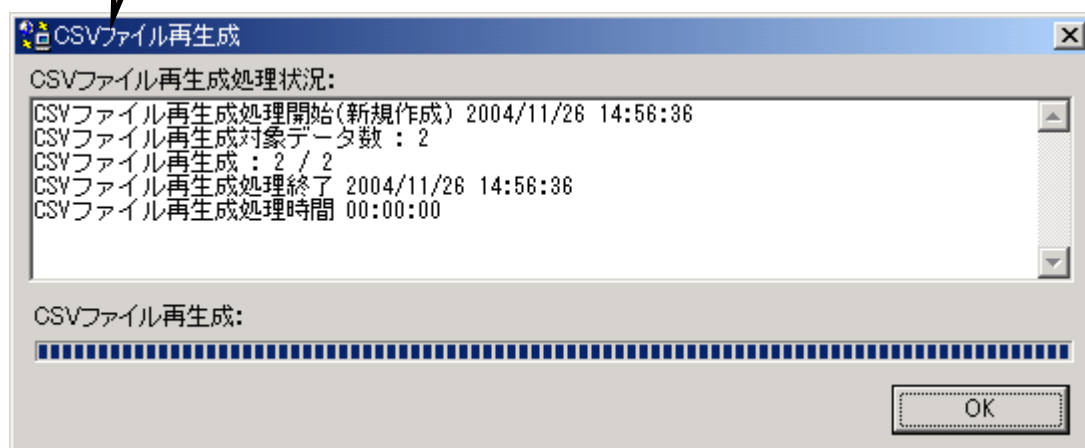 CSVファイル再生成
CSVファイル再生成処理状況:
CSVファイル再生成処理開始(新規作成) 2004/11/26 14:56:36
CSVファイル再生成対象データ数 : 2
CSVファイル再生成 : 2 / 2
CSVファイル再生成処理終了 2004/11/26 14:56:36
CSVファイル再生成処理時間 00:00:00
CSVファイル再生成:
OK